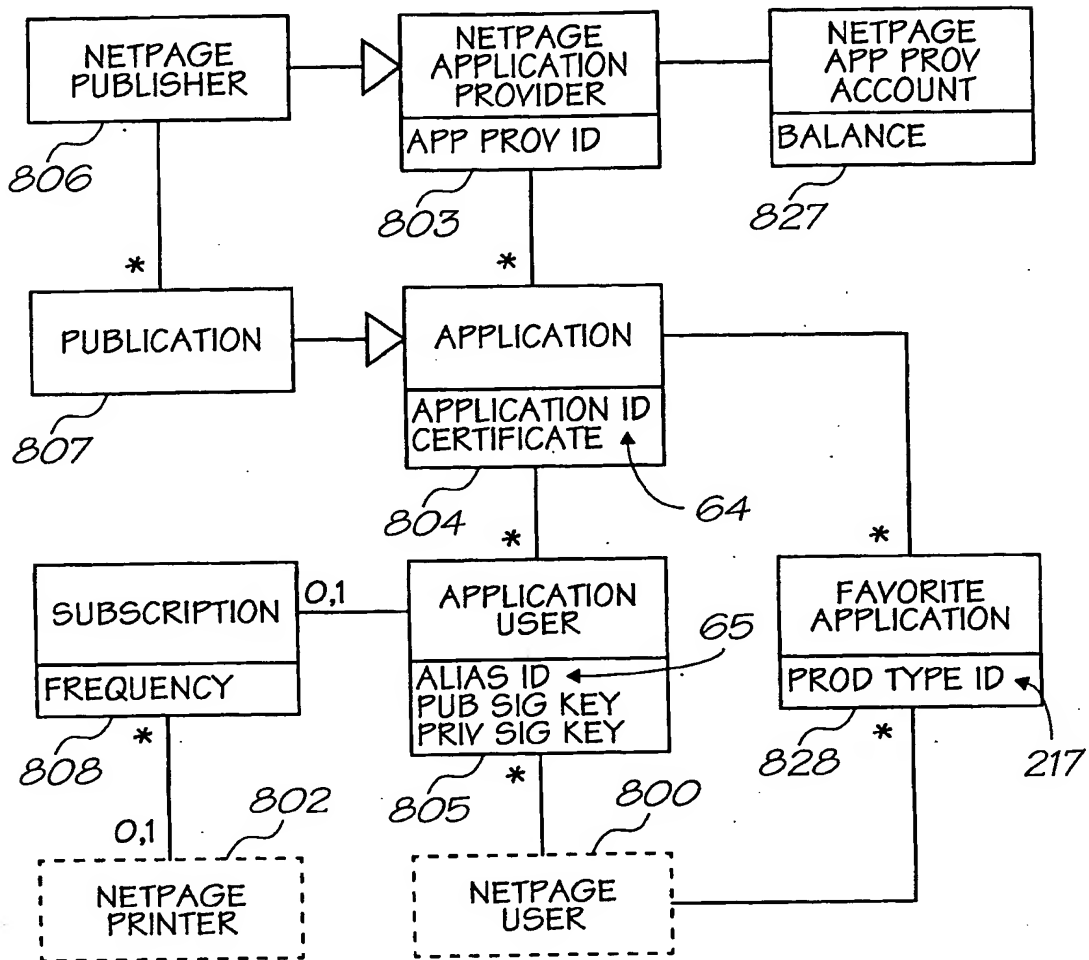 NETPAGE
PUBLISHER
806
NETPAGE
APPLICATION
PROVIDER
APP PROV ID
803
NETPAGE
APP PROV
ACCOUNT
BALANCE
827
*
*
PUBLICATION
807
APPLICATION
APPLICATION ID
CERTIFICATE
804
64
*
*
SUBSCRIPTION
FREQUENCY
808
0,1
APPLICATION
USER
ALIAS ID
PUB SIG KEY
PRIV SIG KEY
805
65
FAVORITE
APPLICATION
PROD TYPE ID
828
217
*
*
*
0,1
802
NETPAGE
PRINTER
800
NETPAGE
USER